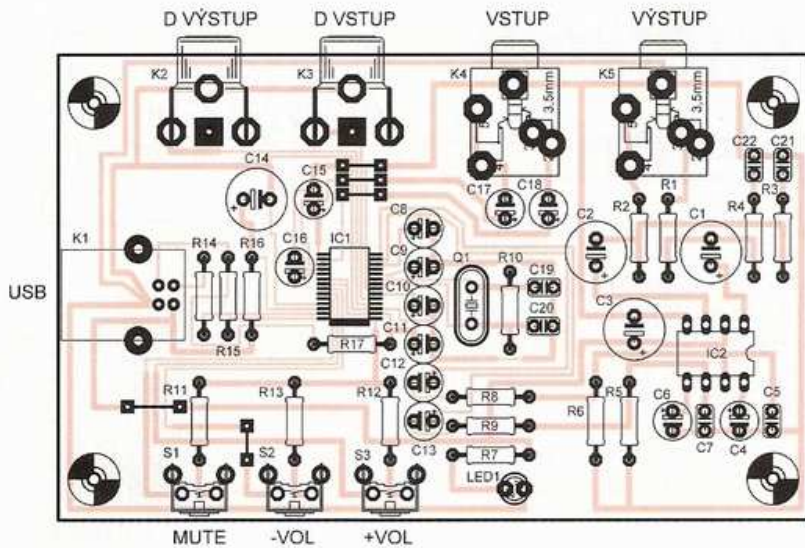 D VÝSTUP D VSTUP VSTUP VÝSTUP
K2 K3 K4 K5
3,5mm 3,5mm
C14 C15 C17 C18 C22 C21
R2 R1 R4 R3
C16 IC1 C8 C2 C1
K1 R14 R16 C9 Q1 R10 C19
USB
C10 C20 C3
R15 R17 C11 IC2
C12
R11 R13 R12 R8 R6 R5 C6 C5
R9
C13 R7 C7 C4
S1 S2 S3 LED1
MUTE -VOL +VOL